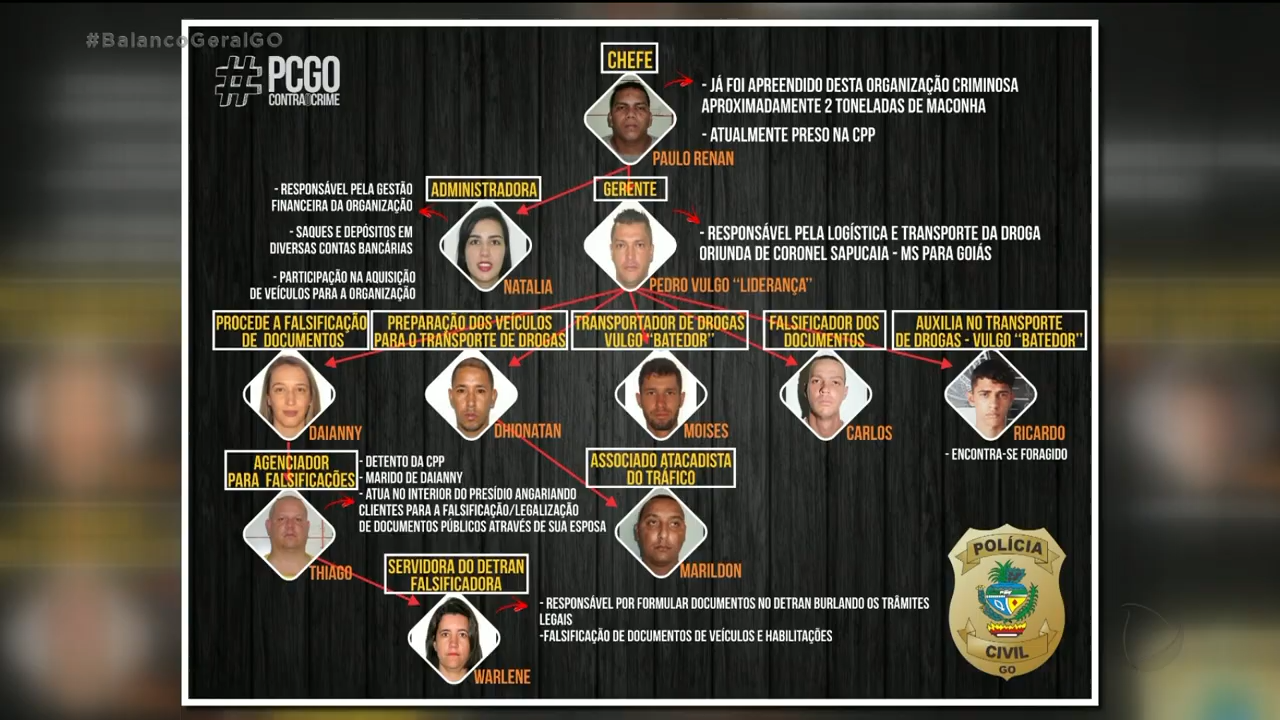 #BalancoGeralGO
#PCGO
CONTRA O CRIME
CHEFE
- JÁ FOI APREENDIDO DESTA ORGANIZAÇÃO CRIMINOSA
APROXIMADAMENTE 2 TONELADAS DE MACONHA
- ATUALMENTE PRESO NA CPP
PAULO RENAN
- RESPONSÁVEL PELA GESTÃO
FINANCEIRA DA ORGANIZAÇÃO
- SAQUES E DEPÓSITOS EM
DIVERSAS CONTAS BANCÁRIAS
- PARTICIPAÇÃO NA AQUISIÇÃO
DE VEÍCULOS PARA A ORGANIZAÇÃO
ADMINISTRADORA
NATALIA
GERENTE
- RESPONSÁVEL PELA LOGÍSTICA E TRANSPORTE DA DROGA
ORIUNDA DE CORONEL SAPUCAIA - MS PARA GOIÁS
PEDRO VULGO “LIDERANÇA”
PROCEDE A FALSIFICAÇÃO
DE DOCUMENTOS
DAIANNY
PREPARAÇÃO DOS VEÍCULOS
PARA O TRANSPORTE DE DROGAS
DHIONATAN
TRANSPORTADOR DE DROGAS
VULGO “BATEDOR”
MOISES
FALSIFICADOR DOS
DOCUMENTOS
CARLOS
AUXILIA NO TRANSPORTE
DE DROGAS - VULGO “BATEDOR”
RICARDO
- ENCONTRA-SE FORAGIDO
AGENCIADOR
PARA FALSIFICAÇÕES
- DETENTO DA CPP
- MARIDO DE DAIANNY
- ATUA NO INTERIOR DO PRESÍDIO ANGARIANDO
CLIENTES PARA A FALSIFICAÇÃO/LEGALIZAÇÃO
DE DOCUMENTOS PÚBLICOS ATRAVÉS DE SUA ESPOSA
THIAGO
ASSOCIADO ATACADISTA
DO TRÁFICO
MARILDON
SERVIDORA DO DETRAN
FALSIFICADORA
- RESPONSÁVEL POR FORMULAR DOCUMENTOS NO DETRAN BURLANDO OS TRÂMITES
LEGAIS
-FALSIFICAÇÃO DE DOCUMENTOS DE VEÍCULOS E HABILITAÇÕES
WARLENE
POLÍCIA
CIVIL
GO